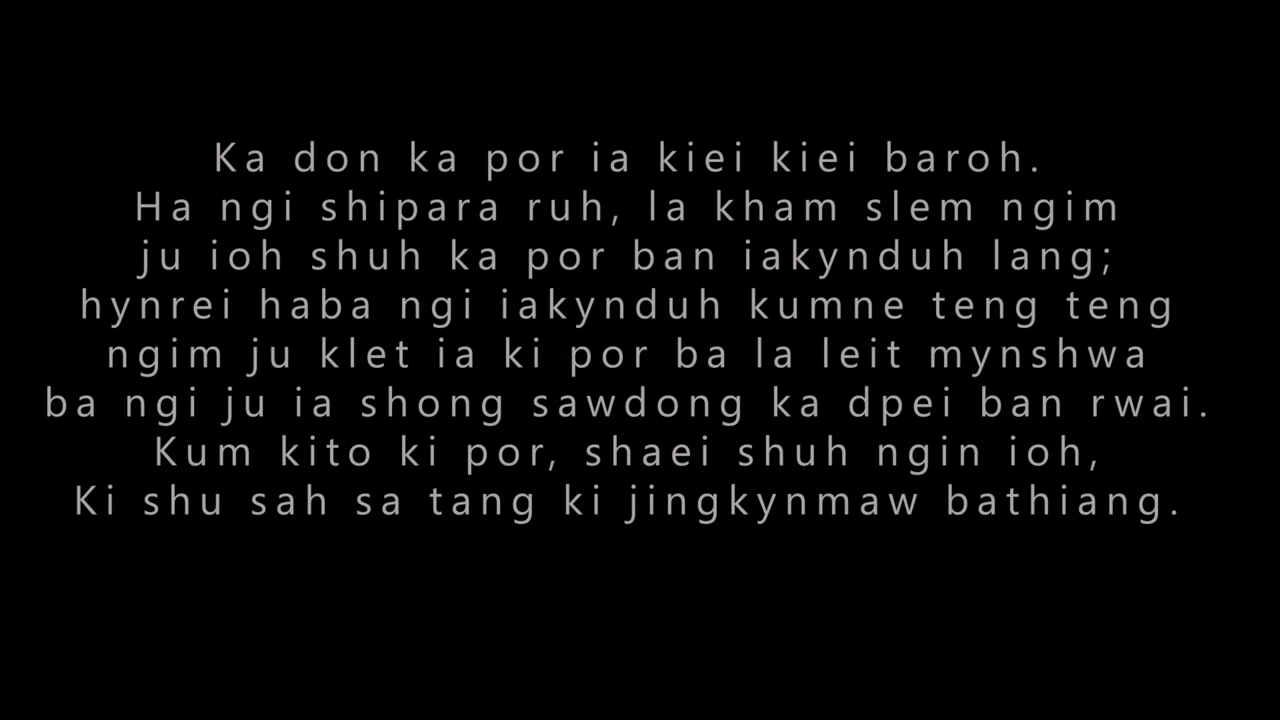 Ka don ka por ia kiei kiei baroh.
Ha ngi shipara ruh, la kham slem ngim
ju ioh shuh ka por ban iakynduh lang;
hynrei haba ngi iakynduh kumne teng teng
ngim ju klet ia ki por ba la leit mynshwa
ba ngi ju ia shong sawdong ka dpei ban rwai.
Kum kito ki por, shaei shuh ngin ioh,
Ki shu sah sa tang ki jingkynmaw bathiang.